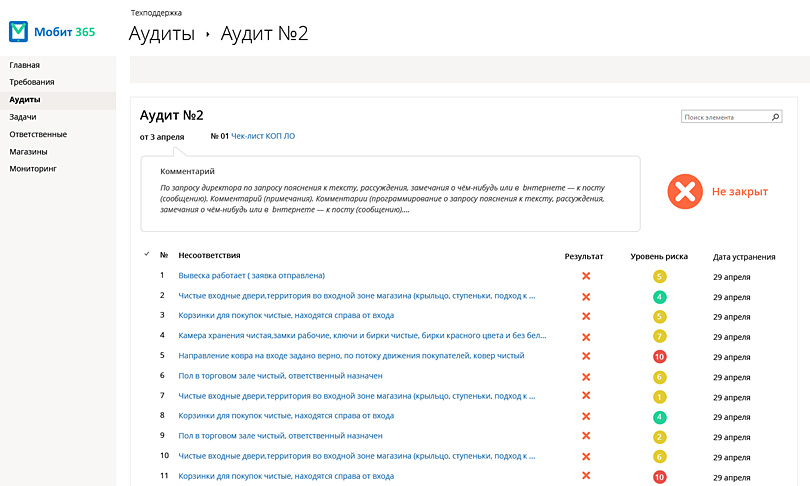 Техподдержка
Мобит 365
Аудиты › Аудит №2
Главная
Требования
Аудиты
Задачи
Ответственные
Магазины
Мониторинг
Аудит №2
Поиск элемента
от 3 апреля № 01 Чек-лист КОП ЛО
Комментарий
По запросу директора по запросу пояснения к тексту, рассуждения, замечания о чём-нибудь или в Інтернете — к посту
(сообщения). Комментарий (примечания). Комментарии (программирование о запросу пояснения к тексту, рассуждения,
замечания о чём-нибудь или в Інтернете — к посту (сообщению)....
Не закрыт
№ Несоответствия Результат Уровень риска Дата устранения
1 Вывеска работает ( заявка отправлена) 5 29 апреля
2 Чистые входные двери,территория во входной зоне магазина (крыльцо, ступеньки, подход к ... 4 29 апреля
3 Корзинки для покупок чистые, находятся справа от входа 5 29 апреля
4 Камера хранения чистая,замки рабочие, ключи и бирки чистые, бирки красного цвета и без бел... 7 29 апреля
5 Направление ковра на входе задано верно, по потоку движения покупателей, ковер чистый 10 29 апреля
6 Пол в торговом зале чистый, ответственный назначен 6 29 апреля
7 Чистые входные двери,территория во входной зоне магазина (крыльцо, ступеньки, подход к ... 1 29 апреля
8 Корзинки для покупок чистые, находятся справа от входа 4 29 апреля
9 Пол в торговом зале чистый, ответственный назначен 2 29 апреля
10 Чистые входные двери,территория во входной зоне магазина (крыльцо, ступеньки, подход к ... 6 29 апреля
11 Корзинки для покупок чистые, находятся справа от входа 10 29 апреля